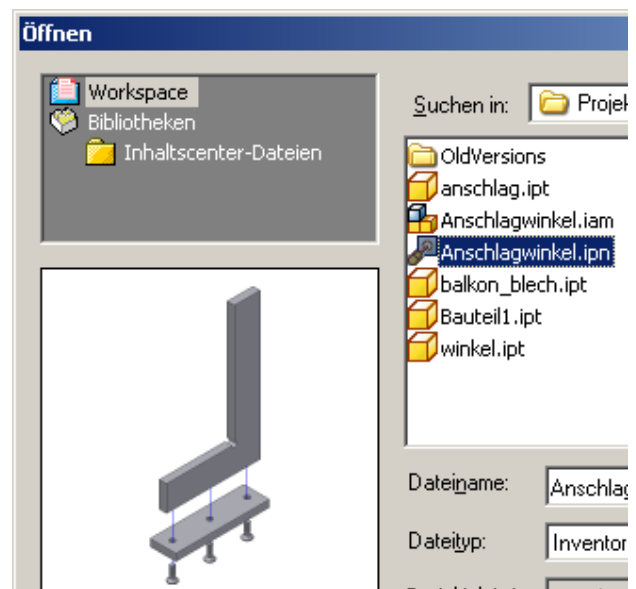 Öffnen
Workspace
Bibliotheken
Inhaltscenter-Dateien
Suchen in:
OldVersions
anschlag.ipt
Anschlagwinkel.iam
Anschlagwinkel.ipn
balkon_blech.ipt
Bauteil1.ipt
winkel.ipt
Dateiname:
Dateityp: Inventor